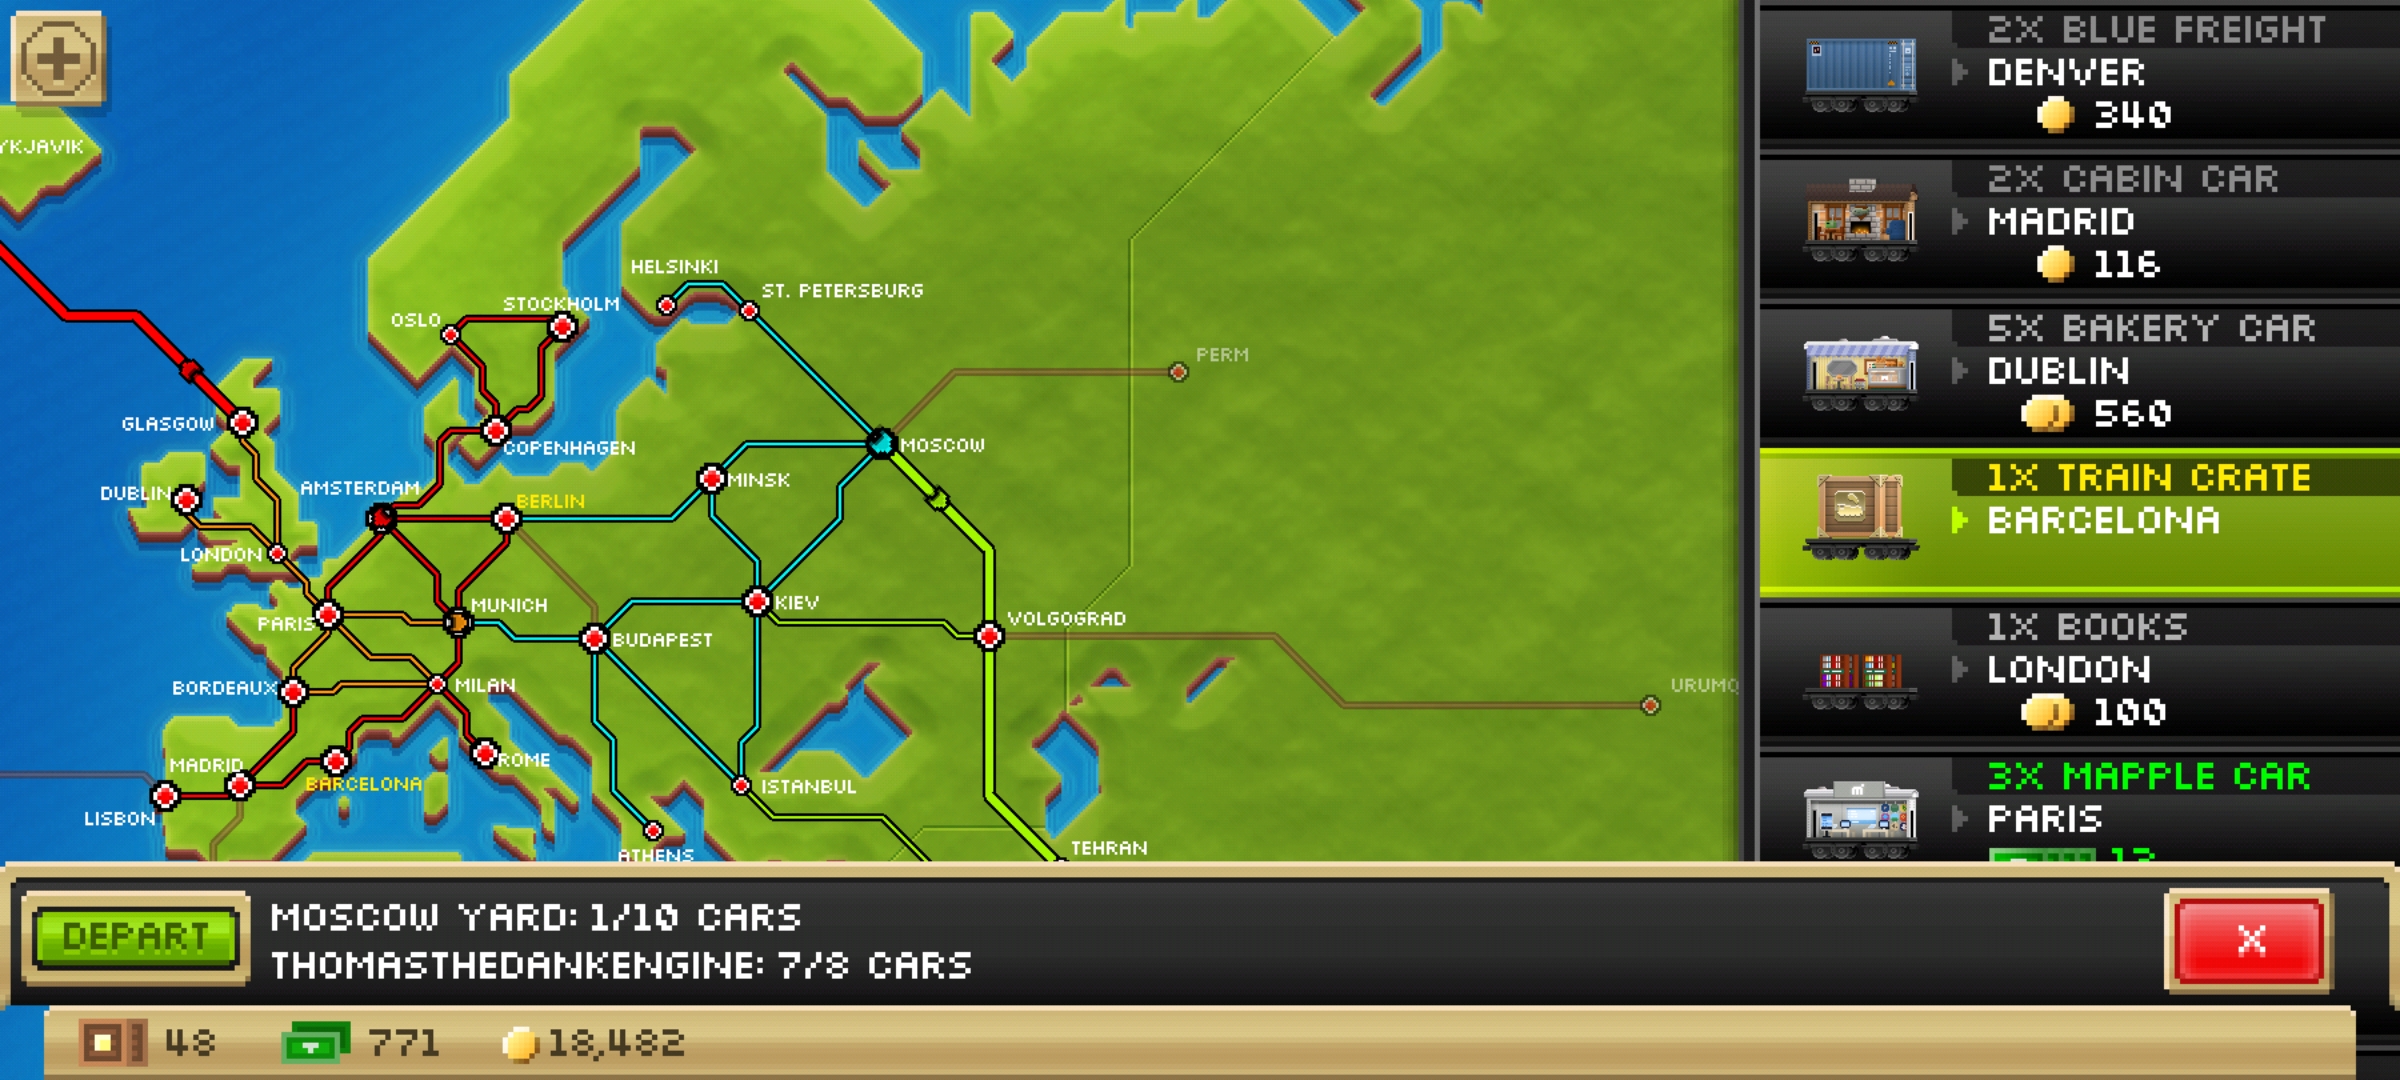 YKJAVIK
HELSINKI
ST. PETERSBURG
STOCKHOLM
OSLO
PERM
GLASGOW
COPENHAGEN
MOSCOW
MINSK
AMSTERDAM
DUBLIN
BERLIN
LONDON
MUNICH
KIEV
PARIS
VOLGOGRAD
BUDAPEST
BORDEAUX
MILAN
URUMQ
MADRID
ROME
BARCELONA
ISTANBUL
LISBON
ATHENS
TEHRAN
2X BLUE FREIGHT
DENVER
340
2X CABIN CAR
MADRID
116
5X BAKERY CAR
DUBLIN
560
1X TRAIN CRATE
BARCELONA
1X BOOKS
LONDON
100
3X MAPPLE CAR
m
PARIS
DEPART
MOSCOW YARD: 1/10 CARS
THOMASTHEDANKENGINE: 7/8 CARS
X
48
771
18,482